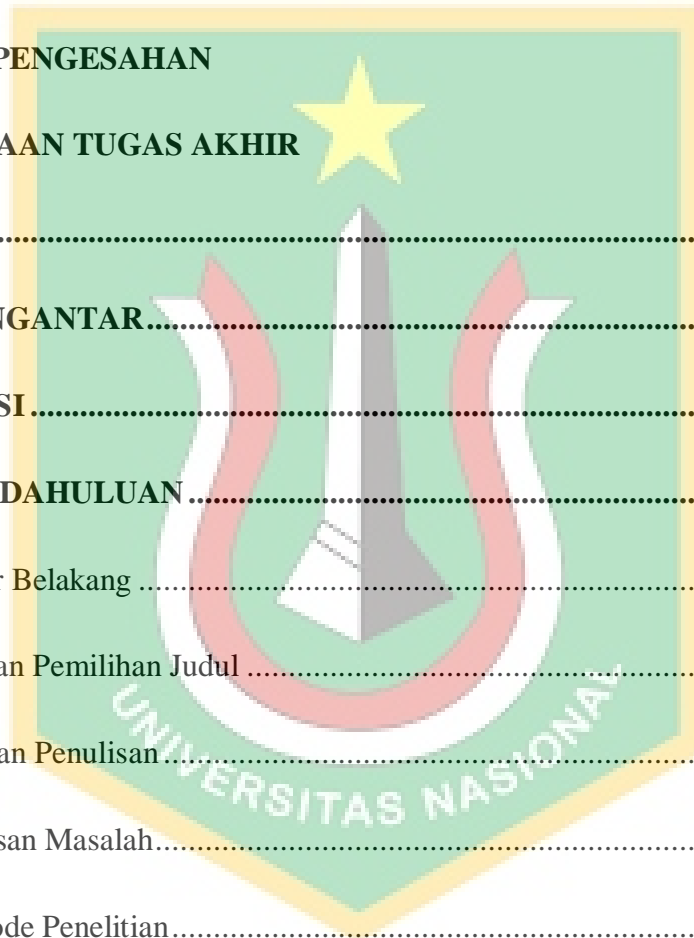 PENGESAHAN
AAN TUGAS AKHIR
....................................................................
NGANTAR....................................................
SI....................................................................
DAHULUAN................................................
r Belakang......................................................
an Pemilihan Judul..........................................
an Penulisan...................................................
san Masalah....................................................
ode Penelitian..................................................
UNIVERSITAS NASIONAL